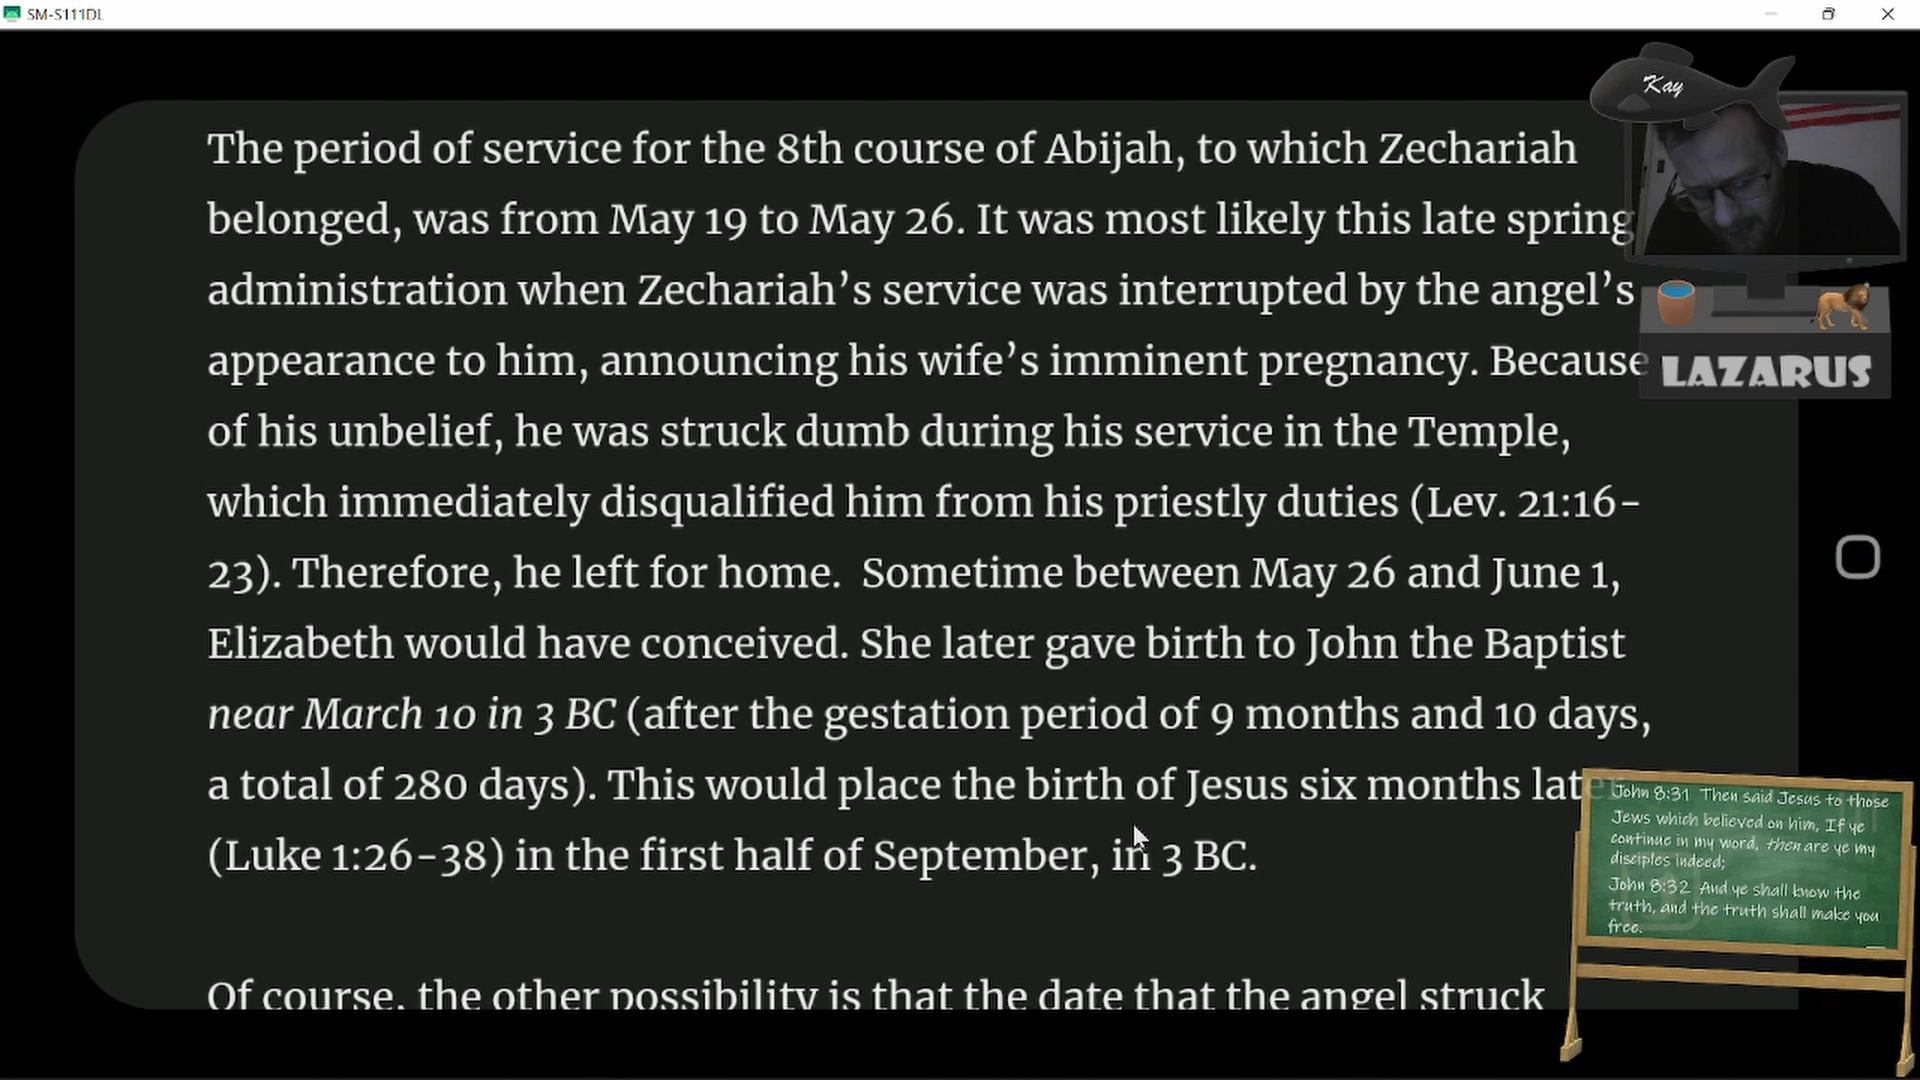 SM-S111DL
Kay
The period of service for the 8th course of Abijah, to which Zechariah
belonged, was from May 19 to May 26. It was most likely this late spring
administration when Zechariah’s service was interrupted by the angel’s
appearance to him, announcing his wife’s imminent pregnancy. Because
of his unbelief, he was struck dumb during his service in the Temple,
which immediately disqualified him from his priestly duties (Lev. 21:16-
23). Therefore, he left for home.  Sometime between May 26 and June 1,
Elizabeth would have conceived. She later gave birth to John the Baptist
near March 10 in 3 BC (after the gestation period of 9 months and 10 days,
a total of 280 days). This would place the birth of Jesus six months later
(Luke 1:26-38) in the first half of September, in 3 BC.
Of course, the other possibility is that the date that the angel struck
LAZARUS
John 8:31 Then said Jesus to those
Jews which believed on him, If ye
continue in my word, then are ye my
disciples indeed;
John 8:32 And ye shall know the
truth, and the truth shall make you
free.